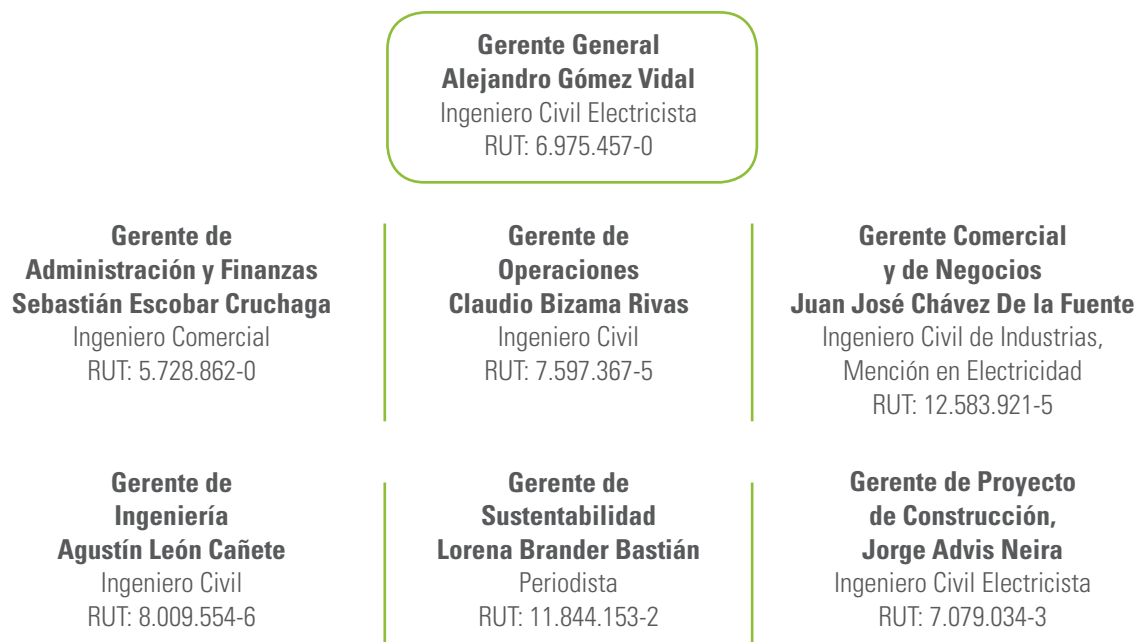 Gerente General
Alejandro Gómez Vidal
Ingeniero Civil Electricista
RUT: 6.975.457-0
Gerente de
Administración y Finanzas
Sebastián Escobar Cruchaga
Ingeniero Comercial
RUT: 5.728.862-0
Gerente de
Operaciones
Claudio Bizama Rivas
Ingeniero Civil
RUT: 7.597.367-5
Gerente Comercial
y de Negocios
Juan José Chávez De la Fuente
Ingeniero Civil de Industrias,
Mención en Electricidad
RUT: 12.583.921-5
Gerente de
Ingeniería
Agustín León Cañete
Ingeniero Civil
RUT: 8.009.554-6
Gerente de
Sustentabilidad
Lorena Brander Bastián
Periodista
RUT: 11.844.153-2
Gerente de Proyecto
de Construcción,
Jorge Advis Neira
Ingeniero Civil Electricista
RUT: 7.079.034-3